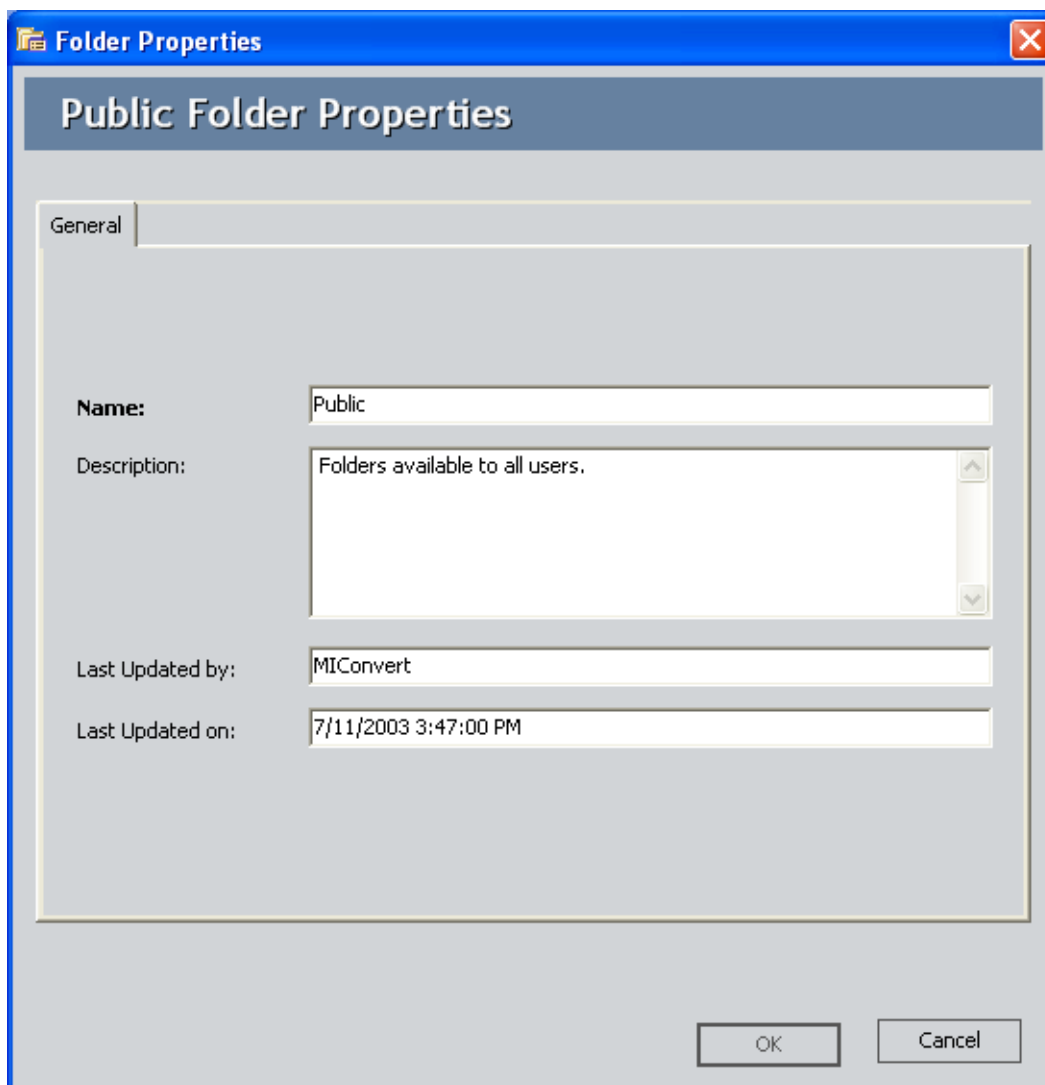 Folder Properties
Public Folder Properties
General
Name:
Public
Description:
Folders available to all users.
Last Updated by:
MIConvert
Last Updated on:
7/11/2003 3:47:00 PM
OK
Cancel